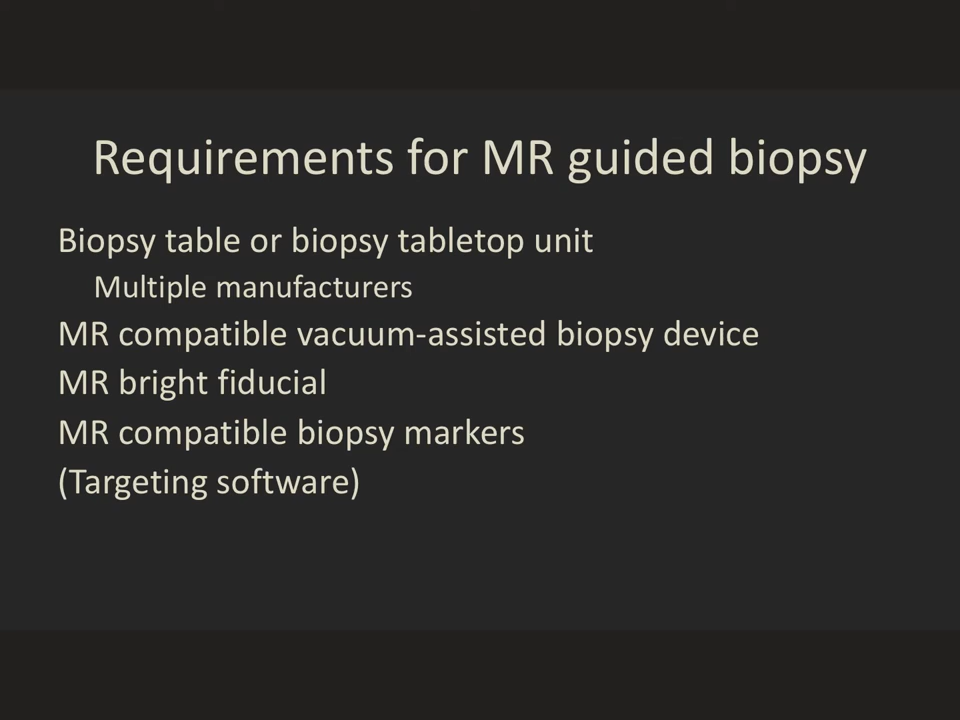 Requirements for MR guided biopsy
Biopsy table or biopsy tabletop unit
Multiple manufacturers
MR compatible vacuum-assisted biopsy device
MR bright fiducial
MR compatible biopsy markers
(Targeting software)